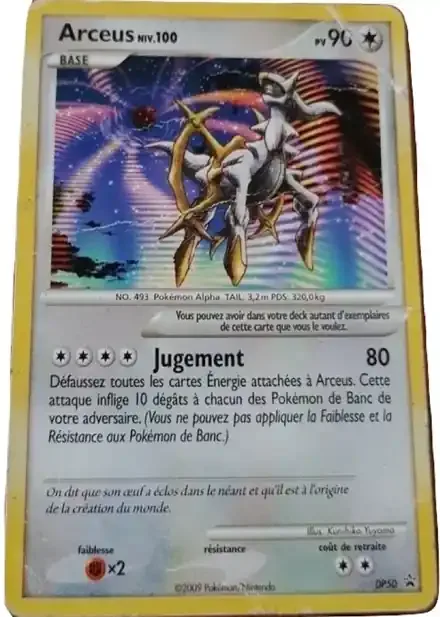 Arceus NIV.100
PV 90
BASE
NO. 493 Pokémon Alpha TAIL: 3,2m PDS: 320,0kg
Vous pouvez avoir dans votre deck autant d'exemplaires
de cette carte que vous le voulez.
Jugement 80
Défaussez toutes les cartes Énergie attachées à Arceus. Cette
attaque inflige 10 dégâts à chacun des Pokémon de Banc de
votre adversaire. (Vous ne pouvez pas appliquer la Faiblesse et la
Résistance aux Pokémon de Banc.)
On dit que son œuf a éclos dans le néant et qu'il est à l'origine
de la création du monde.
Illus. Kunihiko Yuyama
faiblesse résistance coût de retraite
×2
©2009 Pokémon/Nintendo
DP50